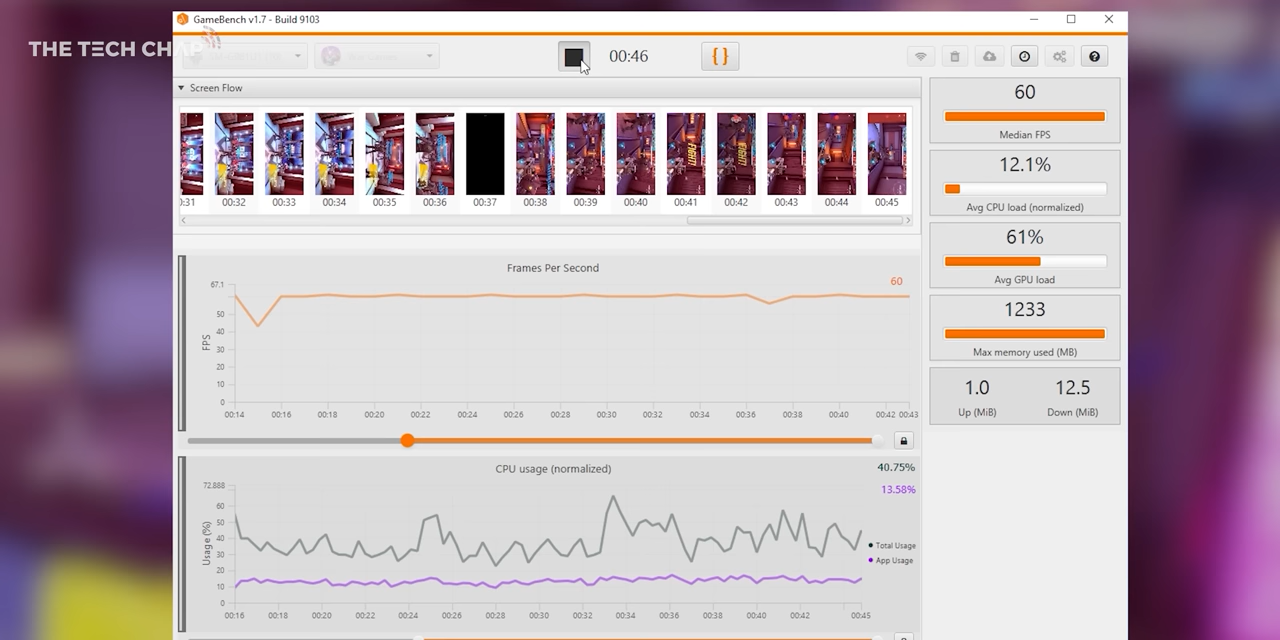 GameBench v1.7 - Build 9103
THE TECH CHAP
00:46
{ }
?
Screen Flow
:31 00:32 00:33 00:34 00:35 00:36 00:37 00:38 00:39 00:40 00:41 00:42 00:43 00:44 00:45
FIGHT! FIGHT!
60
Median FPS
12.1%
Avg CPU load (normalized)
61%
Avg GPU load
1233
Max memory used (MB)
1.0 12.5
Up (MiB) Down (MiB)
Frames Per Second
60
67.1
50
40
30
20
10
0
FPS
00:14 00:16 00:18 00:20 00:22 00:24 00:26 00:28 00:30 00:32 00:34 00:36 00:38 00:40 00:42 00:43
CPU usage (normalized)
40.75%
13.58%
72.888
60
50
40
30
20
10
0
Usage (%)
Total Usage
App Usage
00:16 00:18 00:20 00:22 00:24 00:26 00:28 00:30 00:32 00:34 00:36 00:38 00:40 00:42 00:45